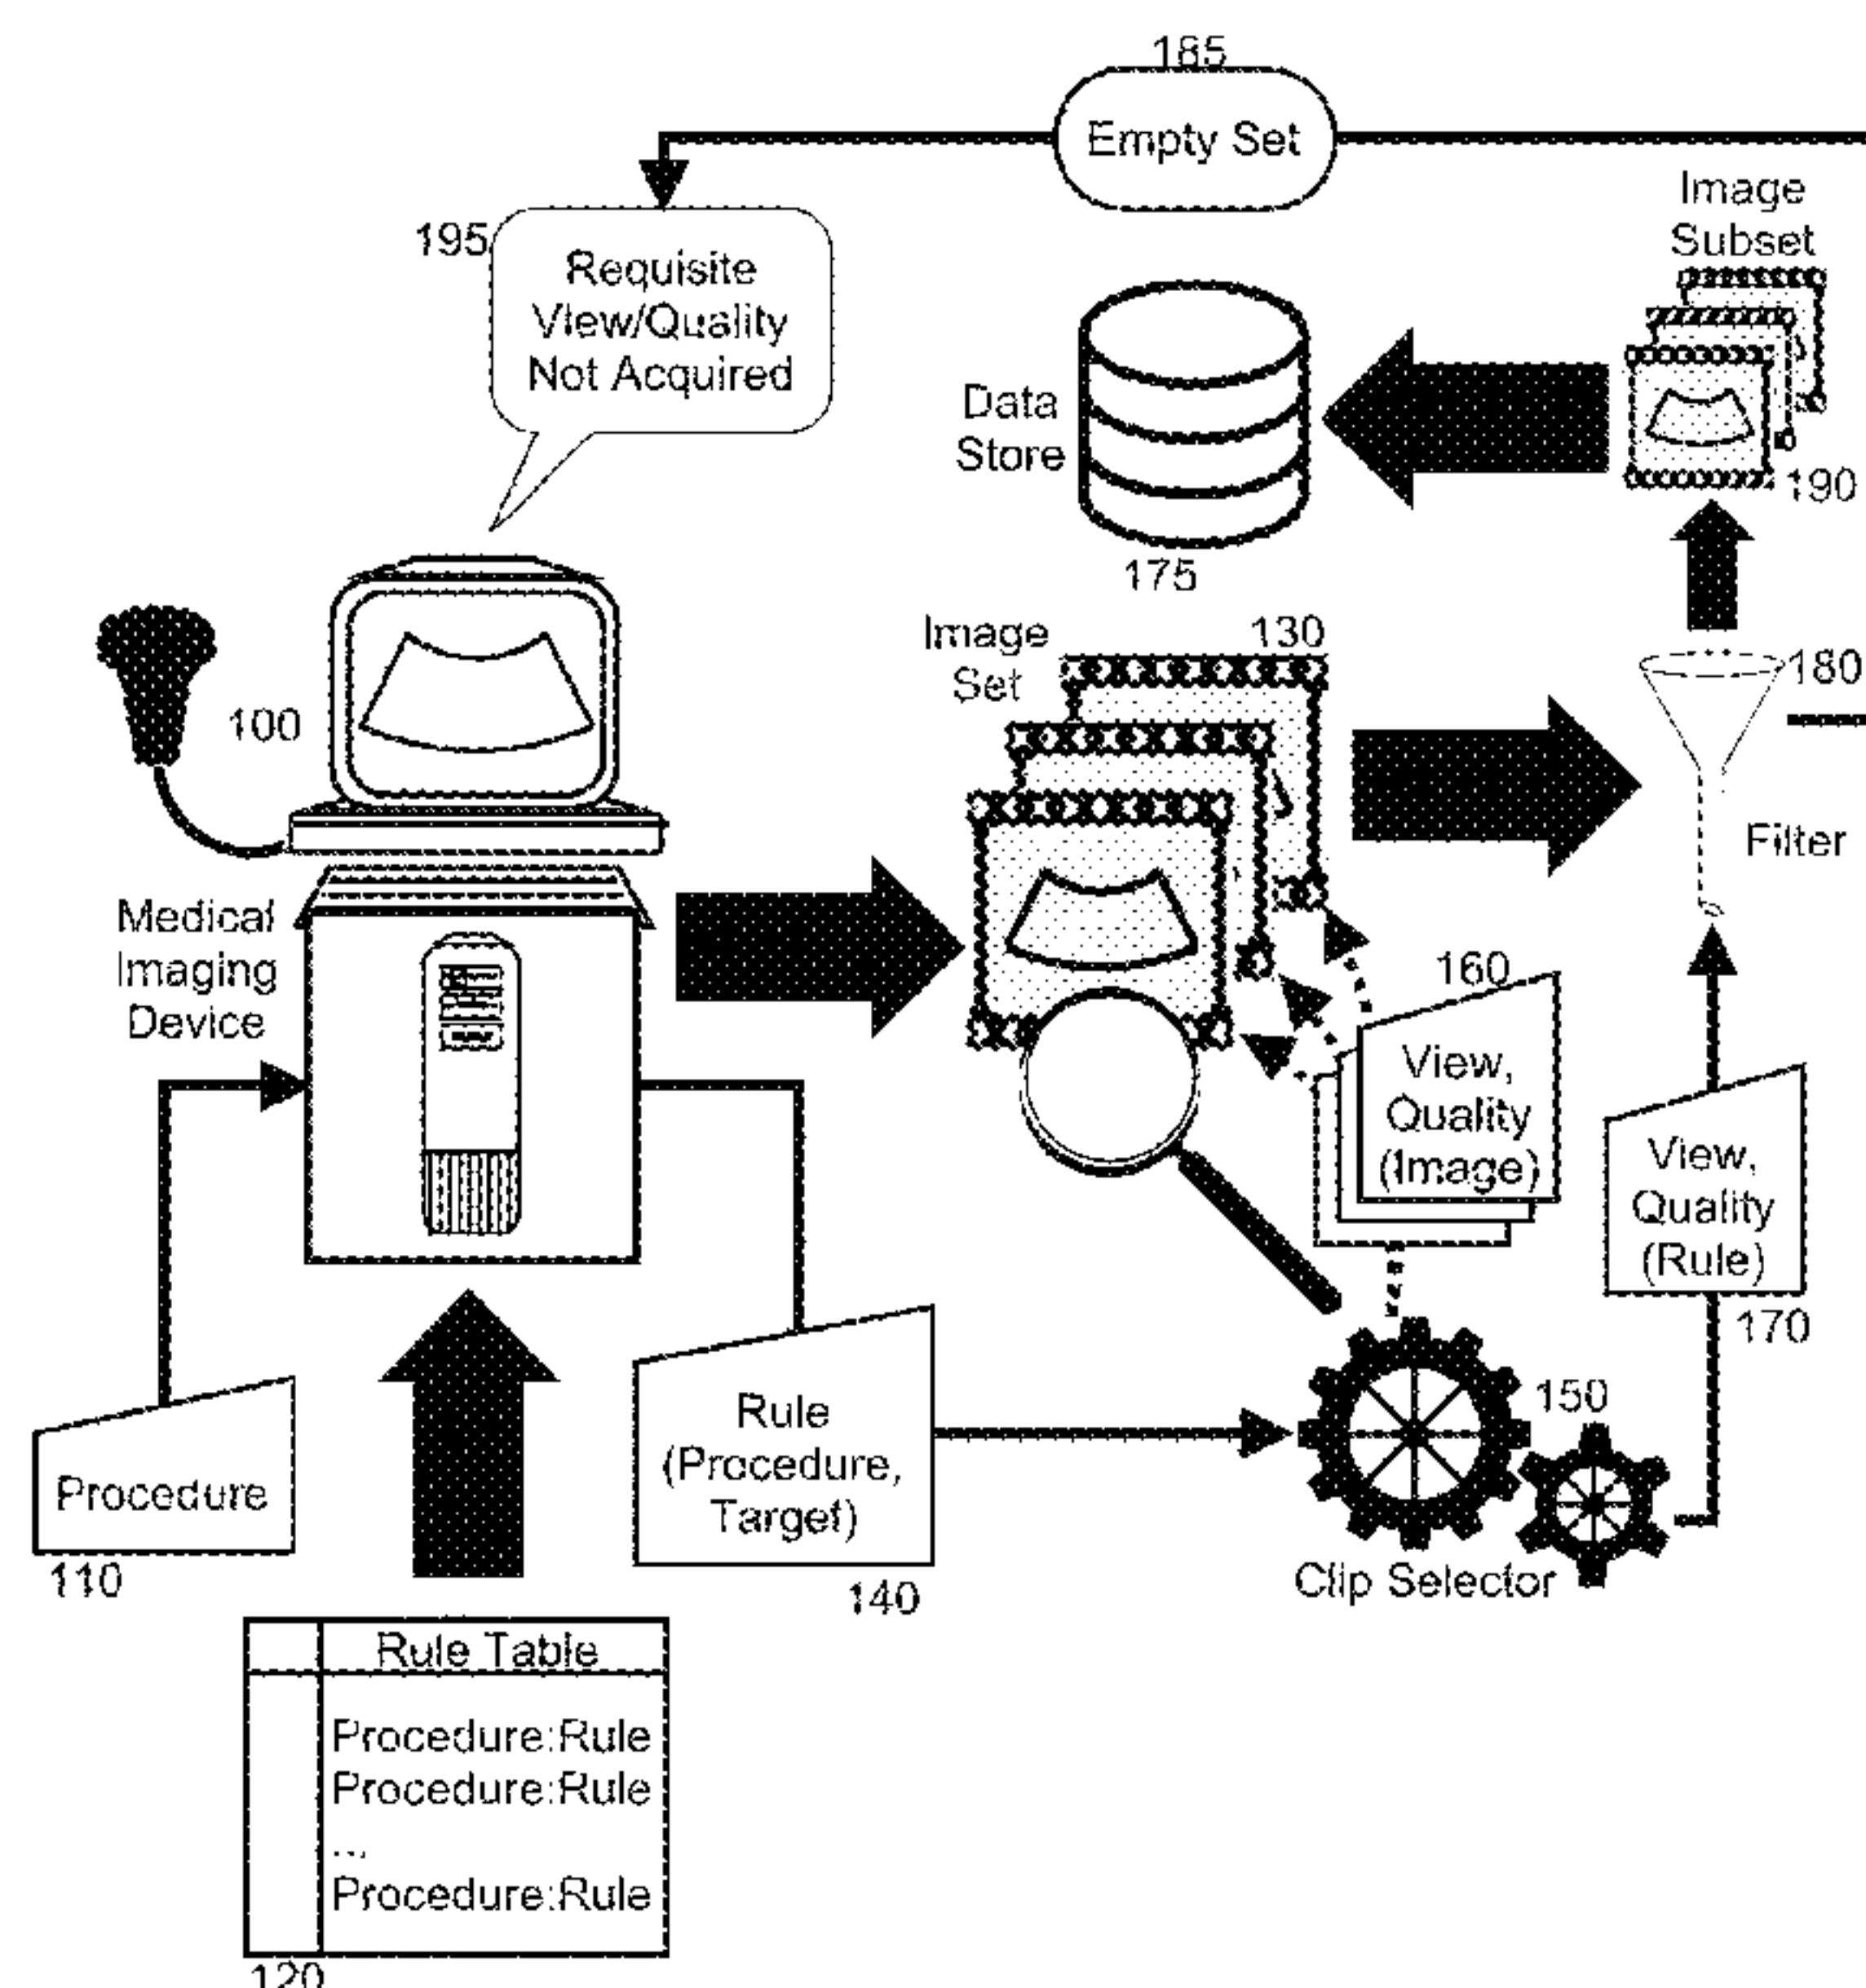 185
Empty Set
Image
Subset
195
Requisite
View/Quality
Not Acquired
Data
Store
190
175
Image
Set
130
180
100
Filter
Medical
Imaging
Device
160
View,
Quality
(Image)
View,
Quality
(Rule)
170
150
Procedure
110
Rule
(Procedure,
Target)
140
Clip Selector
Rule Table
Procedure:Rule
Procedure:Rule
...
Procedure:Rule
120